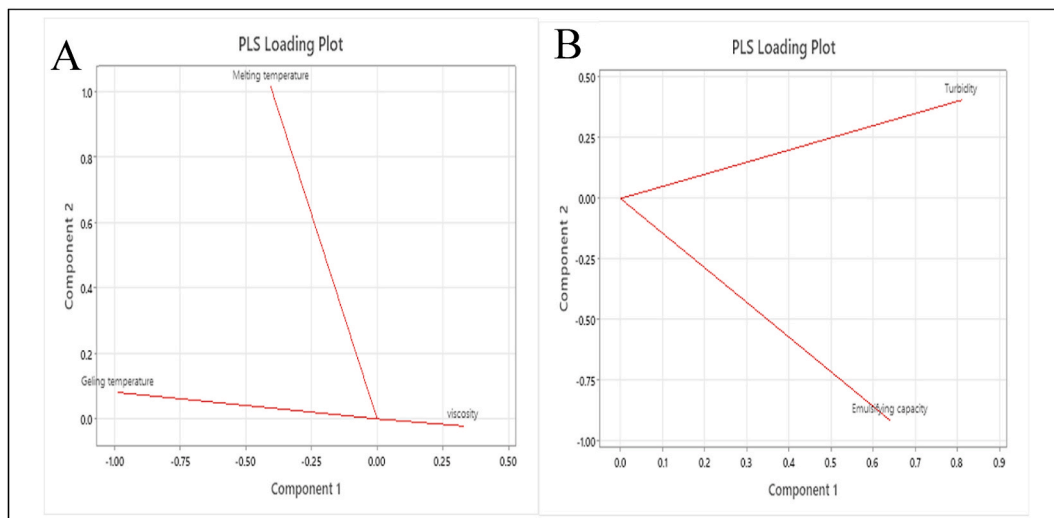 A
PLS Loading Plot
Melting temperature
1.0
0.8
0.6
0.4
0.2
0.0
Component 2
Geling temperature
viscosity
-1.00
-0.75
-0.50
-0.25
0.00
0.25
0.50
Component 1
B
PLS Loading Plot
0.50
0.25
0.00
-0.25
-0.50
-0.75
-1.00
Component 2
Turbidity
Emulsifying capacity
0.0
0.1
0.2
0.3
0.4
0.5
0.6
0.7
0.8
0.9
Component 1